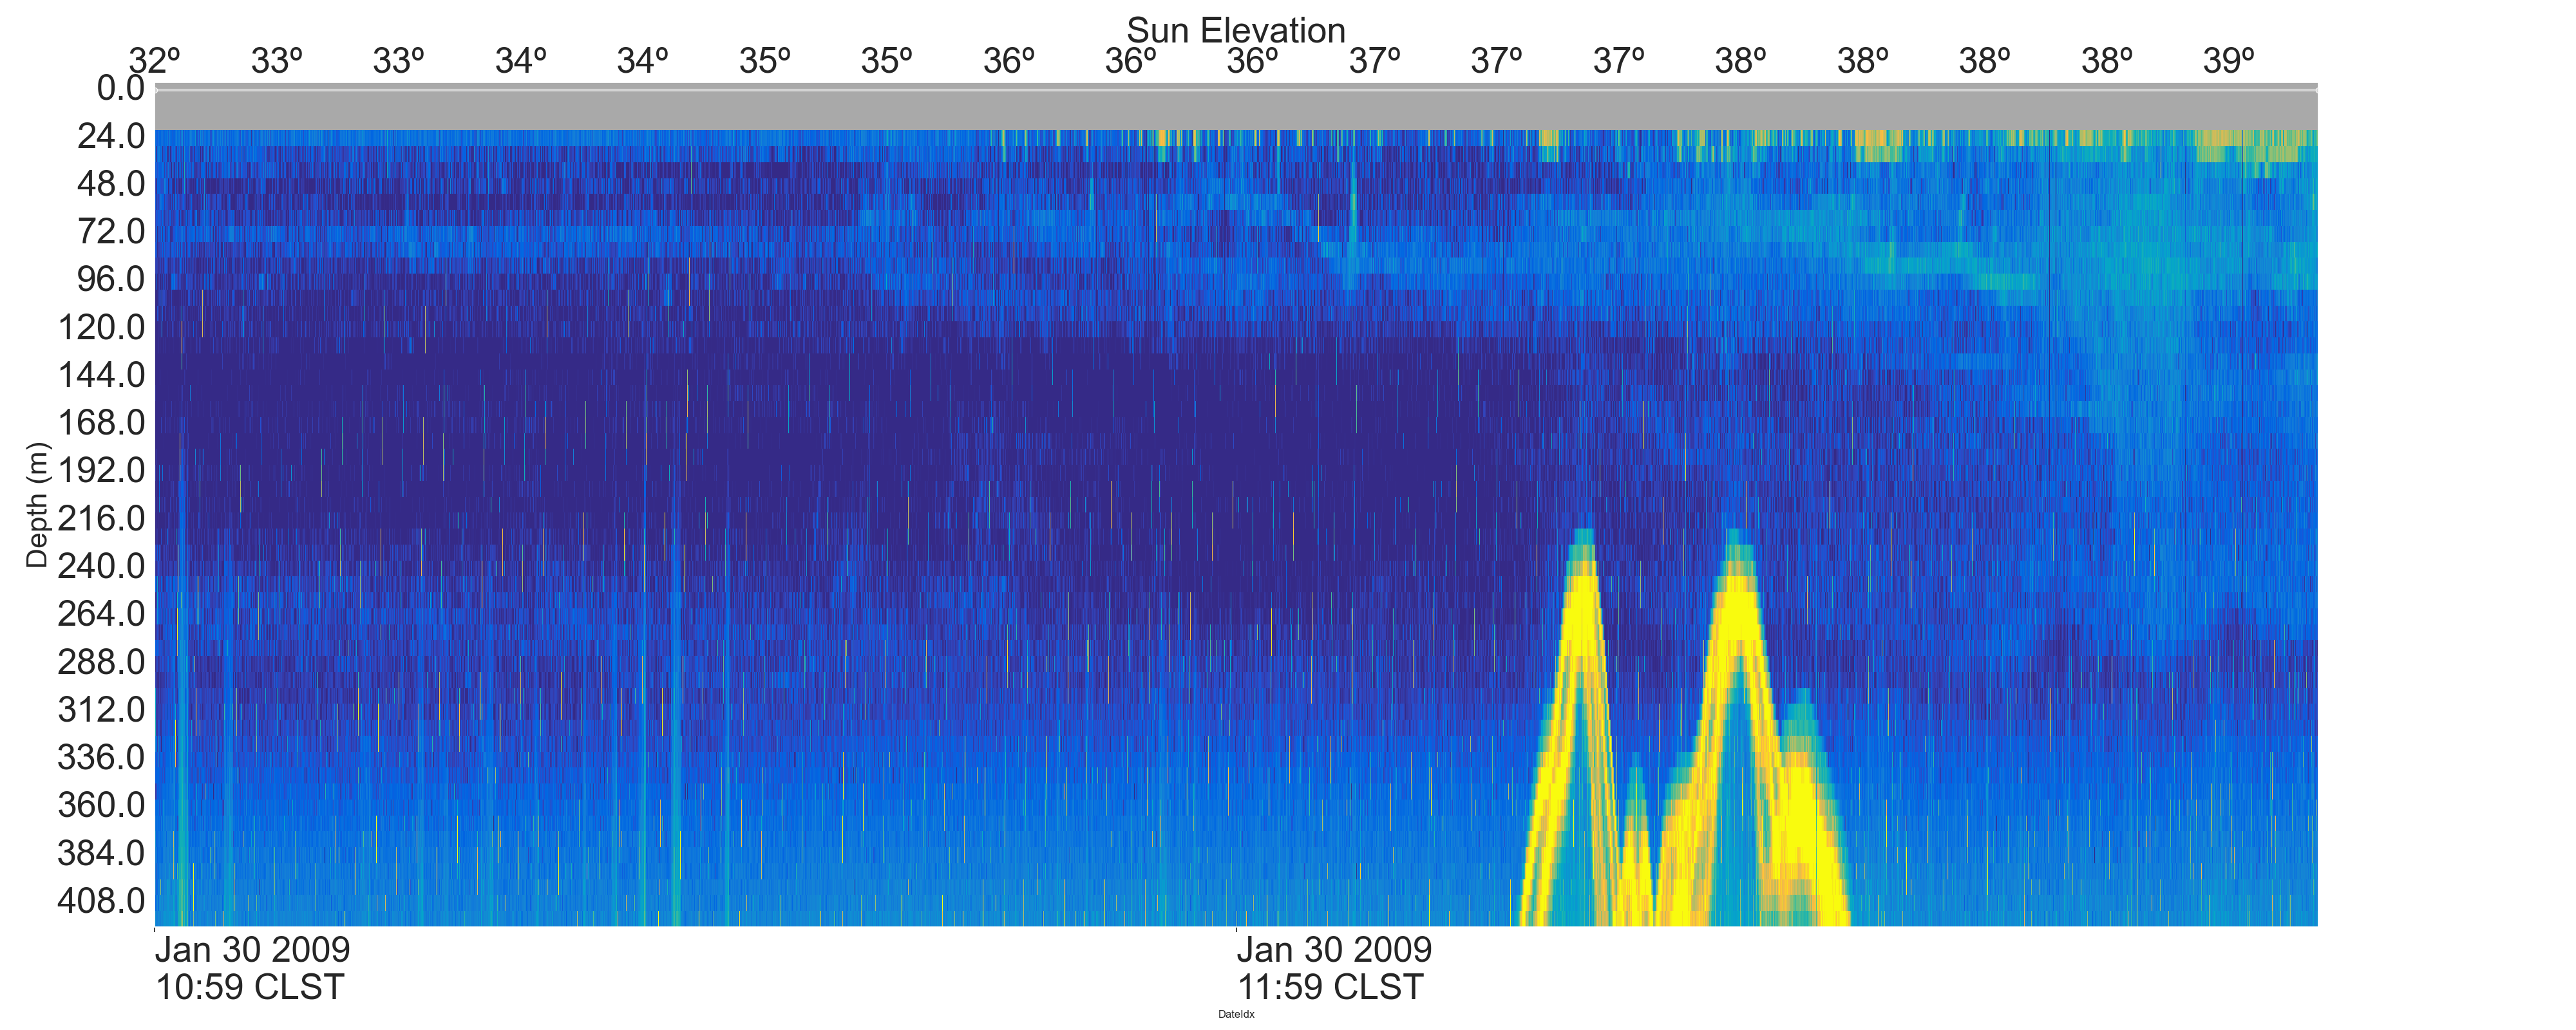 Sun Elevation
32º 33º 33º 34º 34º 35º 35º 36º 36º 36º 37º 37º 37º 38º 38º 38º 38º 39º
0.0
24.0
48.0
72.0
96.0
120.0
144.0
168.0
192.0
216.0
240.0
264.0
288.0
312.0
336.0
360.0
384.0
408.0
Depth (m)
Jan 30 2009
10:59 CLST
Jan 30 2009
11:59 CLST
DateIdx